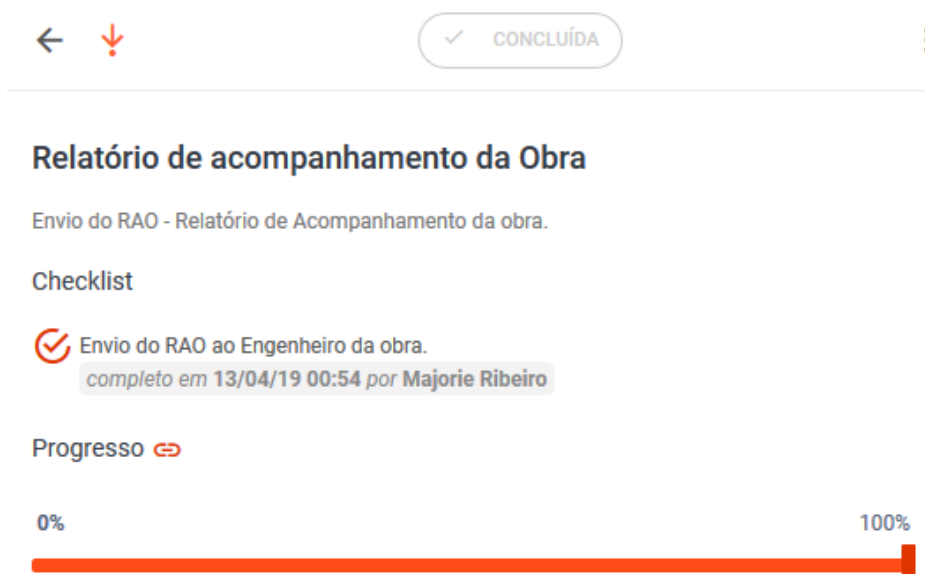 CONCLUÍDA
Relatório de acompanhamento da Obra
Envio do RAO - Relatório de Acompanhamento da obra.
Checklist
Envio do RAO ao Engenheiro da obra.
completo em 13/04/19 00:54 por Majorie Ribeiro
Progresso
0% 100%